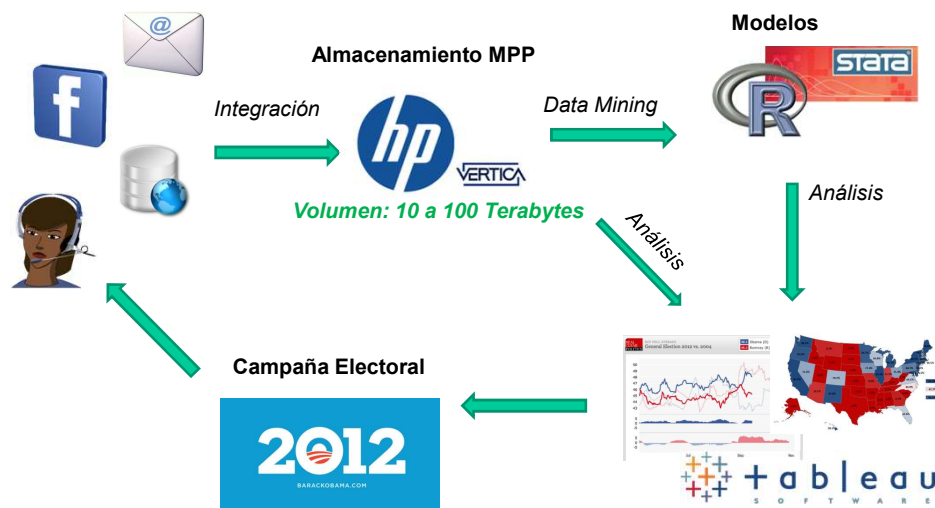 @
f
Integración
Almacenamiento MPP
hp
VERTICA
Volumen: 10 a 100 Terabytes
Data Mining
Modelos
R
STATA
Análisis
Análisis
General Election 2012 vs. 2004
tableau
SOFTWARE
Campaña Electoral
2012
BARACKOBAMA.COM